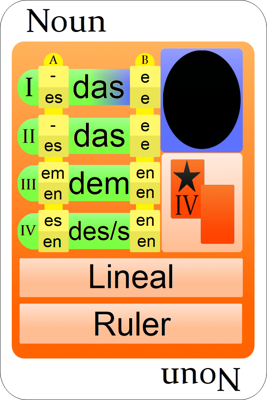 Noun
A B
I - es das e e
II - es das e e
III em en dem en en
IV es en des/s en en
IV
Lineal
Ruler
Noun